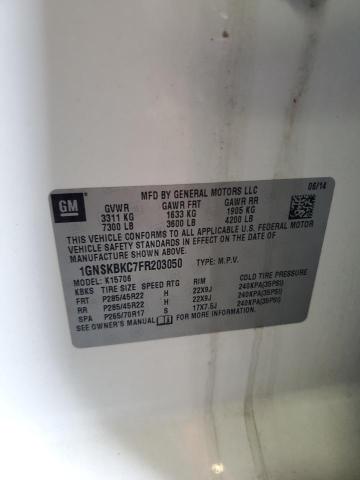 GM
MFD BY GENERAL MOTORS LLC
06/14
GVWR GAWR FRT GAWR RR
3311 KG 1633 KG 1905 KG
7300 LB 3600 LB 4200 LB
THIS VEHICLE CONFORMS TO ALL APPLICABLE U.S. FEDERAL MOTOR
VEHICLE SAFETY STANDARDS IN EFFECT ON THE DATE OF
MANUFACTURE SHOWN ABOVE.
1GNSKBKC7FR203050 TYPE: M.P.V.
MODEL: K15706
KBKS TIRE SIZE SPEED RTG RIM COLD TIRE PRESSURE
FRT P285/45R22 H 22X9J 240KPA(35PSI)
RR P285/45R22 H 22X9J 240KPA(35PSI)
SPA P265/70R17 S 17X7.5J 240KPA(35PSI)
SEE OWNER'S MANUAL FOR MORE INFORMATION.